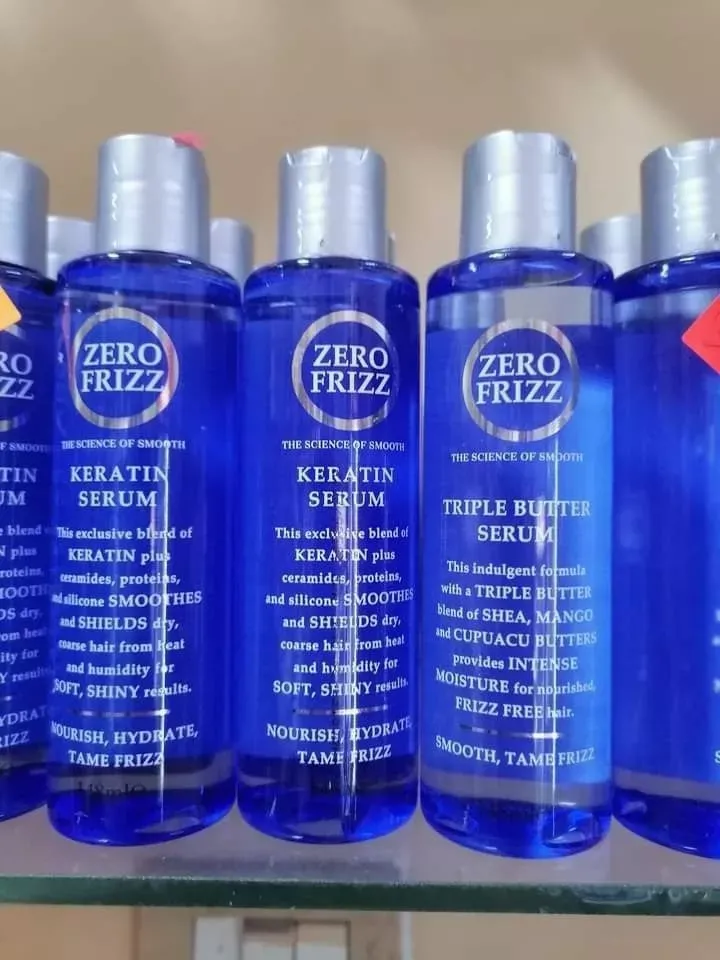 ZERO
FRIZZ
THE SCIENCE OF SMOOTH
KERATIN
SERUM
This exclusive blend of
KERATIN plus
ceramides, proteins,
and silicone SMOOTHES
and SHIELDS dry,
coarse hair from heat
and humidity for
SOFT, SHINY results.
NOURISH, HYDRATE,
TAME FRIZZ
148ml
ZERO
FRIZZ
THE SCIENCE OF SMOOTH
KERATIN
SERUM
This exclusive blend of
KERATIN plus
ceramides, proteins,
and silicone SMOOTHES
and SHIELDS dry,
coarse hair from heat
and humidity for
SOFT, SHINY results.
NOURISH, HYDRATE,
TAME FRIZZ
ZERO
FRIZZ
THE SCIENCE OF SMOOTH
TRIPLE BUTTER
SERUM
This indulgent formula
with a TRIPLE BUTTER
blend of SHEA, MANGO
and CUPUACU BUTTERS
provides INTENSE
MOISTURE for nourished,
FRIZZ FREE hair.
SMOOTH, TAME FRIZZ